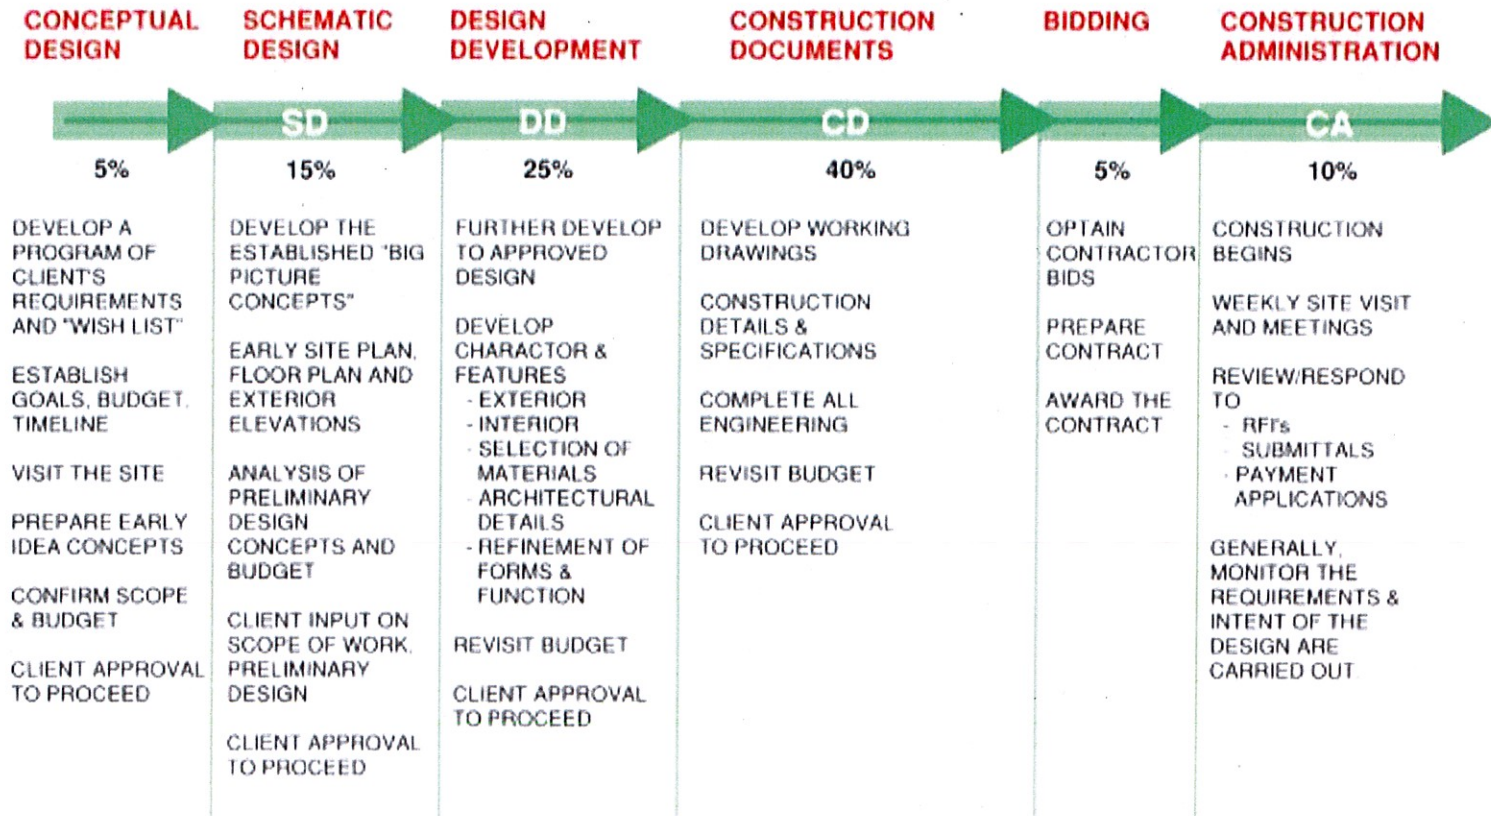 CONCEPTUAL
DESIGN
SCHEMATIC
DESIGN
DESIGN
DEVELOPMENT
CONSTRUCTION
DOCUMENTS
BIDDING
CONSTRUCTION
ADMINISTRATION
SD
DD
CD
CA
5%
15%
25%
40%
5%
10%
DEVELOP A
PROGRAM OF
CLIENT'S
REQUIREMENTS
AND "WISH LIST"
ESTABLISH
GOALS, BUDGET,
TIMELINE
VISIT THE SITE
PREPARE EARLY
IDEA CONCEPTS
CONFIRM SCOPE
& BUDGET
CLIENT APPROVAL
TO PROCEED
DEVELOP THE
ESTABLISHED "BIG
PICTURE
CONCEPTS"
EARLY SITE PLAN,
FLOOR PLAN AND
EXTERIOR
ELEVATIONS
ANALYSIS OF
PRELIMINARY
DESIGN
CONCEPTS AND
BUDGET
CLIENT INPUT ON
SCOPE OF WORK,
PRELIMINARY
DESIGN
CLIENT APPROVAL
TO PROCEED
FURTHER DEVELOP
TO APPROVED
DESIGN
DEVELOP
CHARACTOR &
FEATURES
- EXTERIOR
- INTERIOR
- SELECTION OF
MATERIALS
- ARCHITECTURAL
DETAILS
- REFINEMENT OF
FORMS &
FUNCTION
REVISIT BUDGET
CLIENT APPROVAL
TO PROCEED
DEVELOP WORKING
DRAWINGS
CONSTRUCTION
DETAILS &
SPECIFICATIONS
COMPLETE ALL
ENGINEERING
REVISIT BUDGET
CLIENT APPROVAL
TO PROCEED
OPTAIN
CONTRACTOR
BIDS
PREPARE
CONTRACT
AWARD THE
CONTRACT
CONSTRUCTION
BEGINS
WEEKLY SITE VISIT
AND MEETINGS
REVIEW/RESPOND
TO
- RFI's
- SUBMITTALS
- PAYMENT
APPLICATIONS
GENERALLY,
MONITOR THE
REQUIREMENTS &
INTENT OF THE
DESIGN ARE
CARRIED OUT.